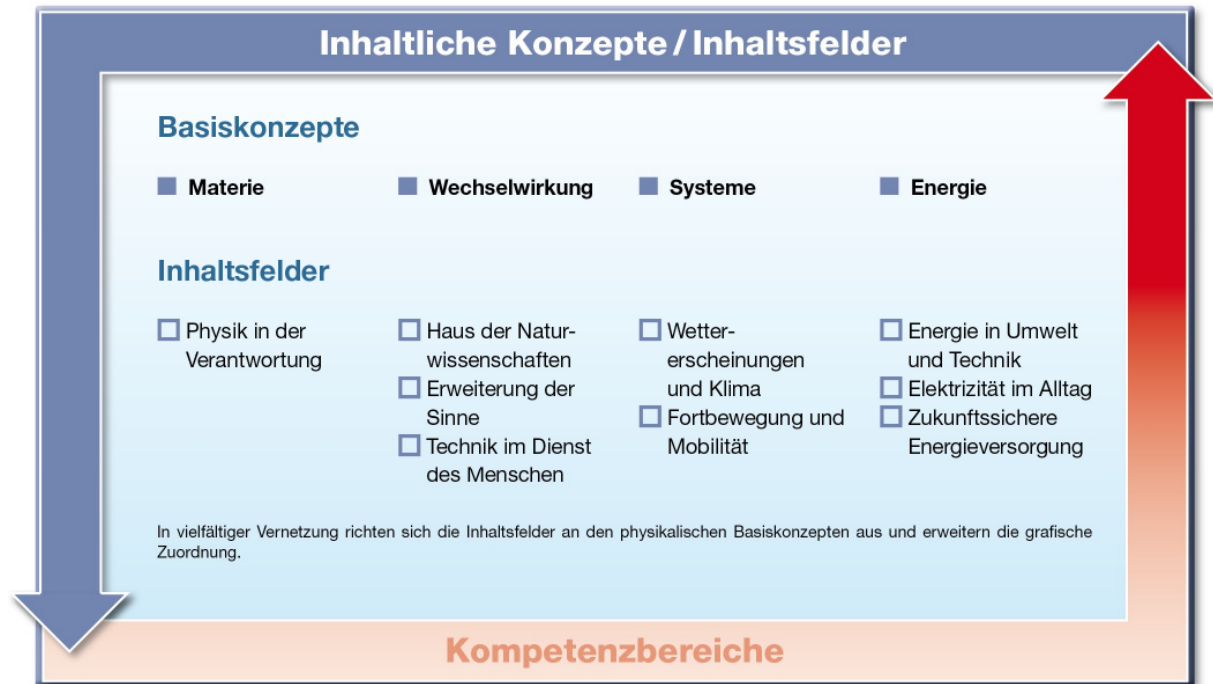 Inhaltliche Konzepte / Inhaltsfelder
Basiskonzepte
Materie
Wechselwirkung
Systeme
Energie
Inhaltsfelder
Physik in der
Verantwortung
Haus der Natur-
wissenschaften
Erweiterung der
Sinne
Technik im Dienst
des Menschen
Wetter-
erscheinungen
und Klima
Fortbewegung und
Mobilität
Energie in Umwelt
und Technik
Elektrizität im Alltag
Zukunftssichere
Energieversorgung
In vielfältiger Vernetzung richten sich die Inhaltsfelder an den physikalischen Basiskonzepten aus und erweitern die grafische
Zuordnung.
Kompetenzbereiche